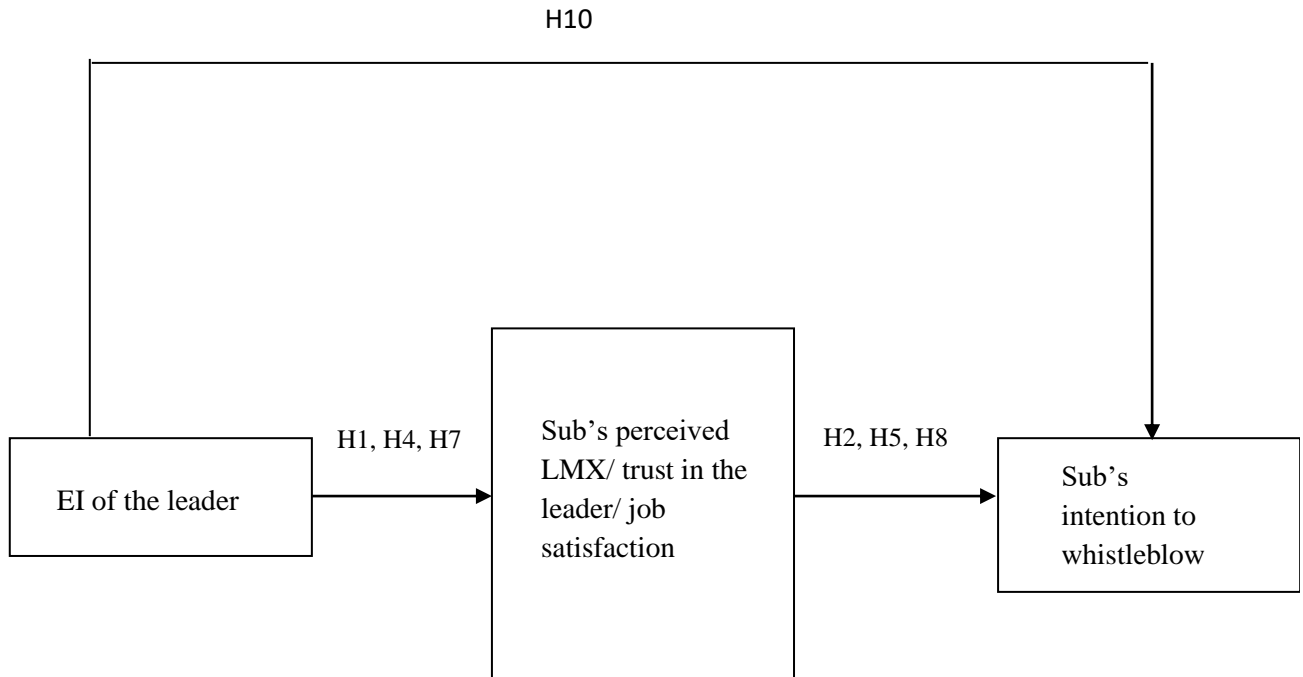 H10
EI of the leader
H1, H4, H7
Sub's perceived
LMX/ trust in the
leader/ job
satisfaction
H2, H5, H8
Sub's
intention to
whistleblow